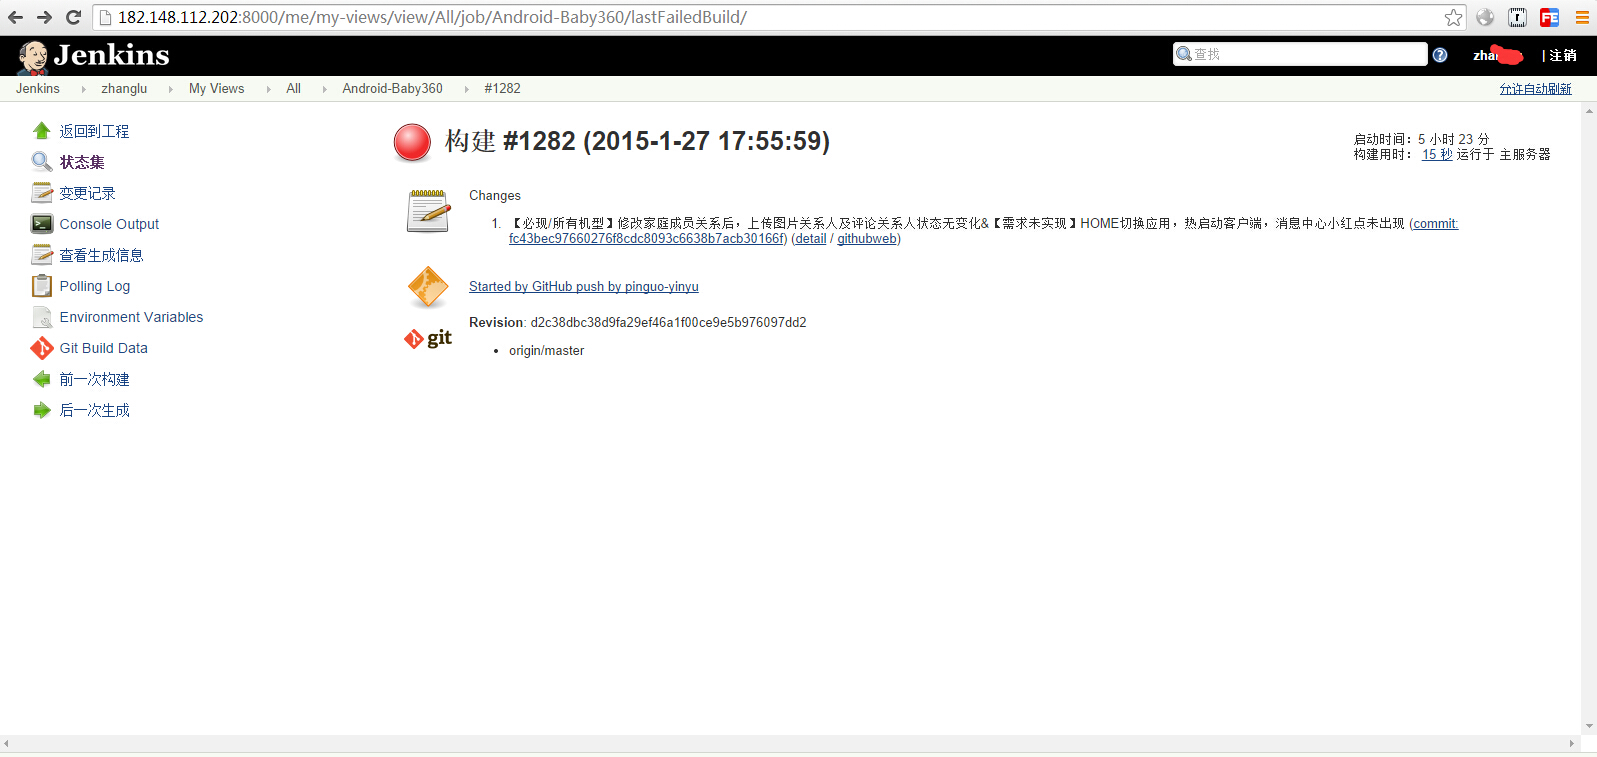 182.148.112.202:8000/me/my-views/view/All/job/Android-Baby360/lastFailedBuild/
Jenkins
查找
zha
| 注销
Jenkins zhanglu My Views All Android-Baby360 #1282
允许自动刷新
返回到工程
状态集
变更记录
Console Output
查看生成信息
Polling Log
Environment Variables
Git Build Data
前一次构建
后一次生成
构建 #1282 (2015-1-27 17:55:59)
启动时间：5 小时 23 分
构建用时： 15 秒 运行于 主服务器
Changes
1. 【必现/所有机型】修改家庭成员关系后，上传图片关系人及评论关系人状态无变化&【需求未实现】HOME切换应用，热启动客户端，消息中心小红点未出现 (commit:
fc43bec97660276f8cdc8093c6638b7acb30166f) (detail / githubweb)
Started by GitHub push by pinguo-yinyu
git
Revision: d2c38dbc38d9fa29ef46a1f00ce9e5b976097dd2
• origin/master